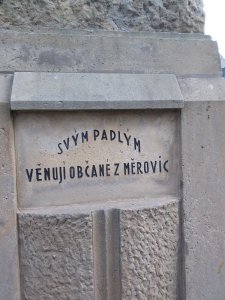 SVÝM PADLÝM
VĚNUJÍ OBČANÉ Z MĚROVIC